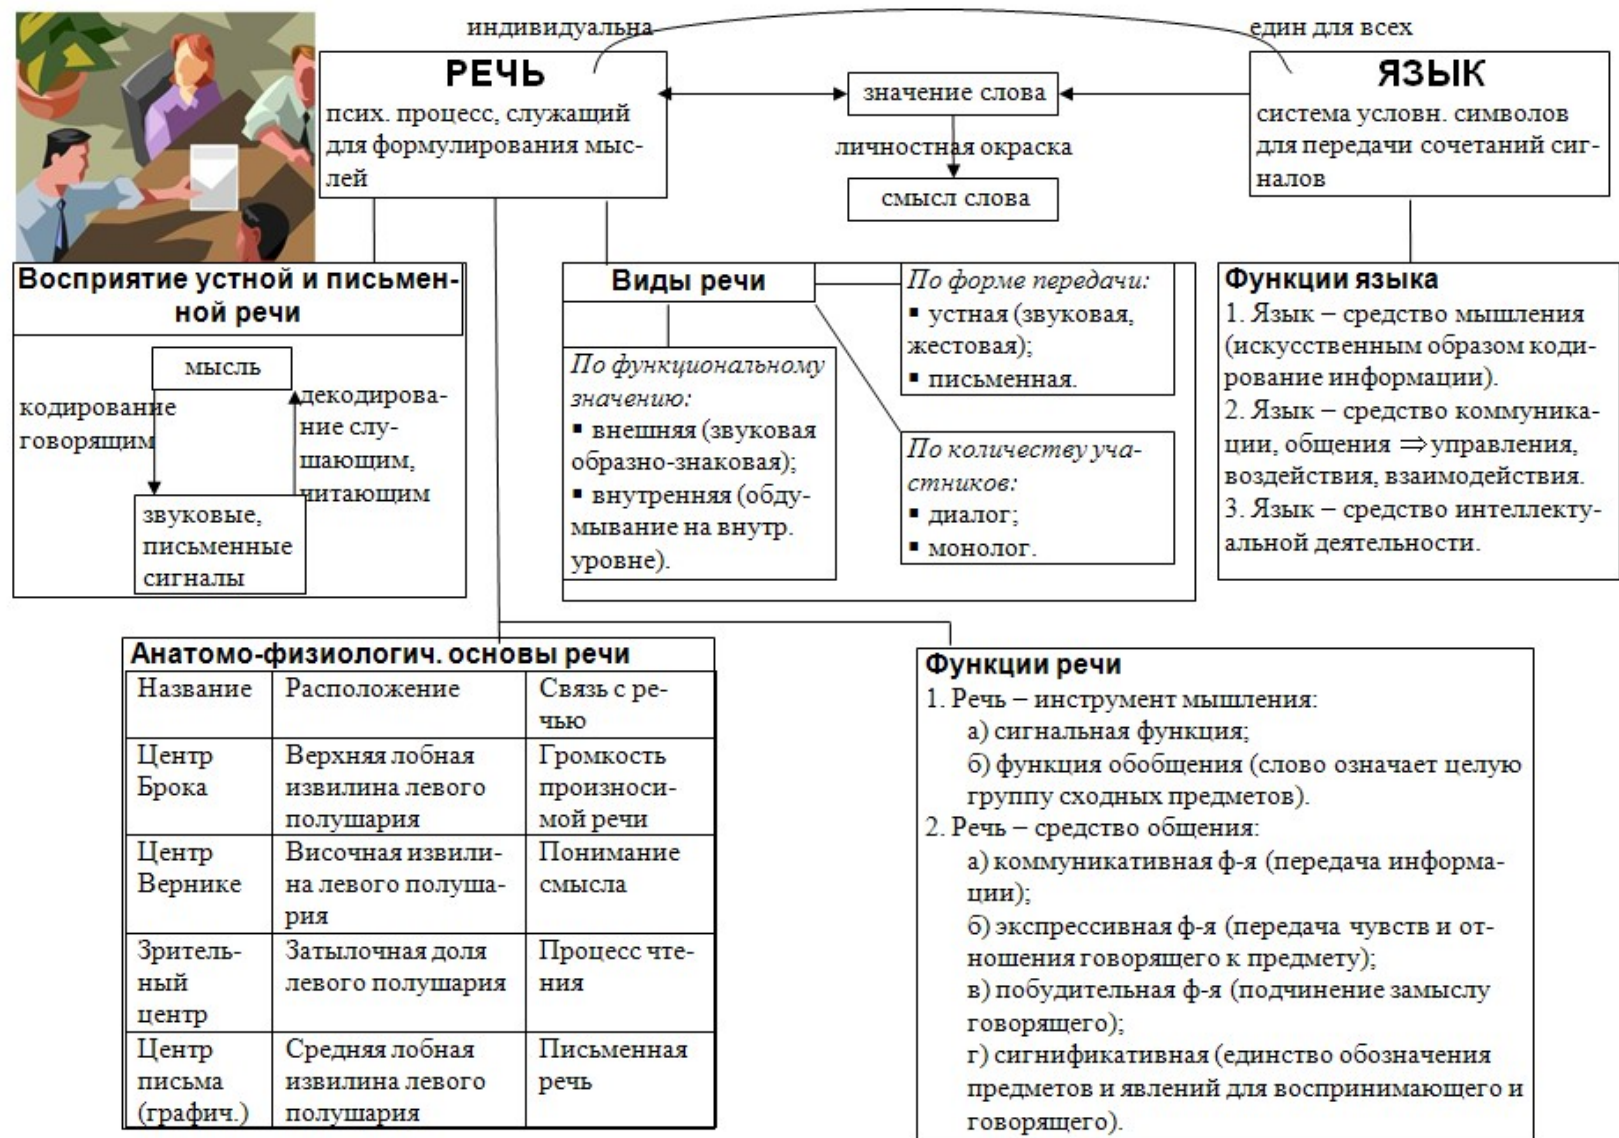 индивидуальна
един для всех
РЕЧЬ
псих. процесс, служащий
для формулирования мыс-
лей
значение слова
личностная окраска
смысл слова
ЯЗЫК
система условн. символов
для передачи сочетаний сиг-
налов
Восприятие устной и письмен-
ной речи
мысль
кодирование
говорящим
декодирова-
ние слу-
шающим,
читающим
звуковые,
письменные
сигналы
Виды речи
По функциональному
значению:
▪ внешняя (звуковая
образно-знаковая);
▪ внутренняя (обду-
мывание на внутр.
уровне).
По форме передачи:
▪ устная (звуковая,
жестовая);
▪ письменная.
По количеству уча-
стников:
▪ диалог;
▪ монолог.
Функции языка
1. Язык – средство мышления
(искусственным образом коди-
рование информации).
2. Язык – средство коммуника-
ции, общения ⇒ управления,
воздействия, взаимодействия.
3. Язык – средство интеллекту-
альной деятельности.
Анатомо-физиологич. основы речи
Название Расположение Связь с ре-
чью
Центр Верхняя лобная Громкость
Брока извилина левого произноси-
полушария мой речи
Центр Височная извили- Понимание
Вернике на левого полуша- смысла
рия
Зритель- Затылочная доля Процесс чте-
ный левого полушария ния
центр
Центр Средняя лобная Письменная
письма извилина левого речь
(графич.) полушария
Функции речи
1. Речь – инструмент мышления:
а) сигнальная функция;
б) функция обобщения (слово означает целую
группу сходных предметов).
2. Речь – средство общения:
а) коммуникативная ф-я (передача информа-
ции);
б) экспрессивная ф-я (передача чувств и от-
ношения говорящего к предмету);
в) побудительная ф-я (подчинение замыслу
говорящего);
г) сигнификативная (единство обозначения
предметов и явлений для воспринимающего и
говорящего).